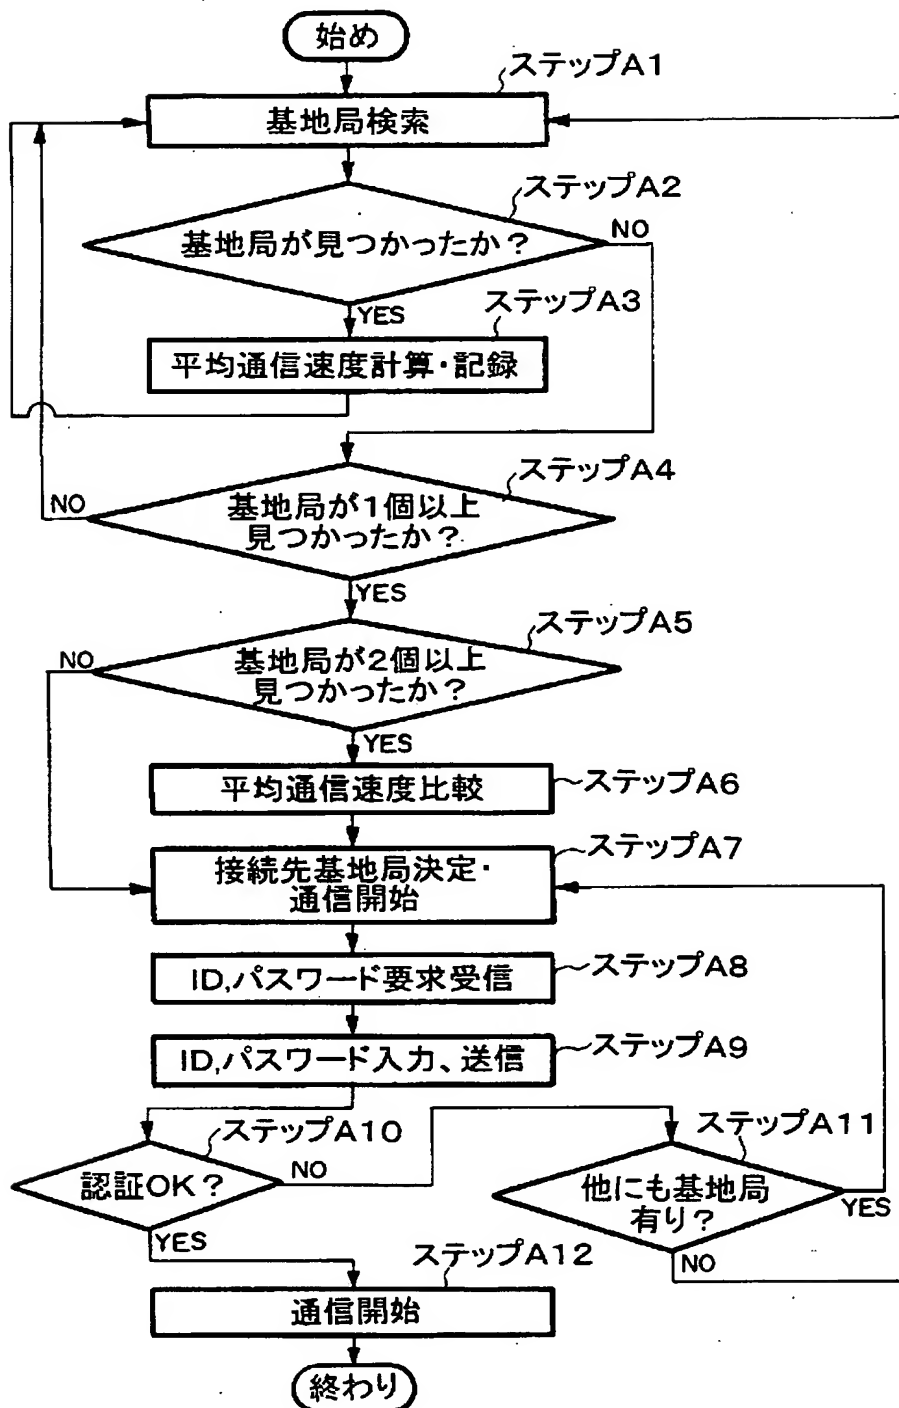 始め
ステップA1
基地局検索
ステップA2
基地局が見つかったか？
NO
YES
ステップA3
平均通信速度計算・記録
ステップA4
基地局が1個以上
見つかったか？
NO
YES
ステップA5
基地局が2個以上
見つかったか？
NO
YES
平均通信速度比較
ステップA6
ステップA7
接続先基地局決定・
通信開始
ID,パスワード要求受信
ステップA8
ID,パスワード入力、送信
ステップA9
ステップA10
認証OK？
NO
YES
ステップA11
他にも基地局
有り？
YES
NO
ステップA12
通信開始
終わり